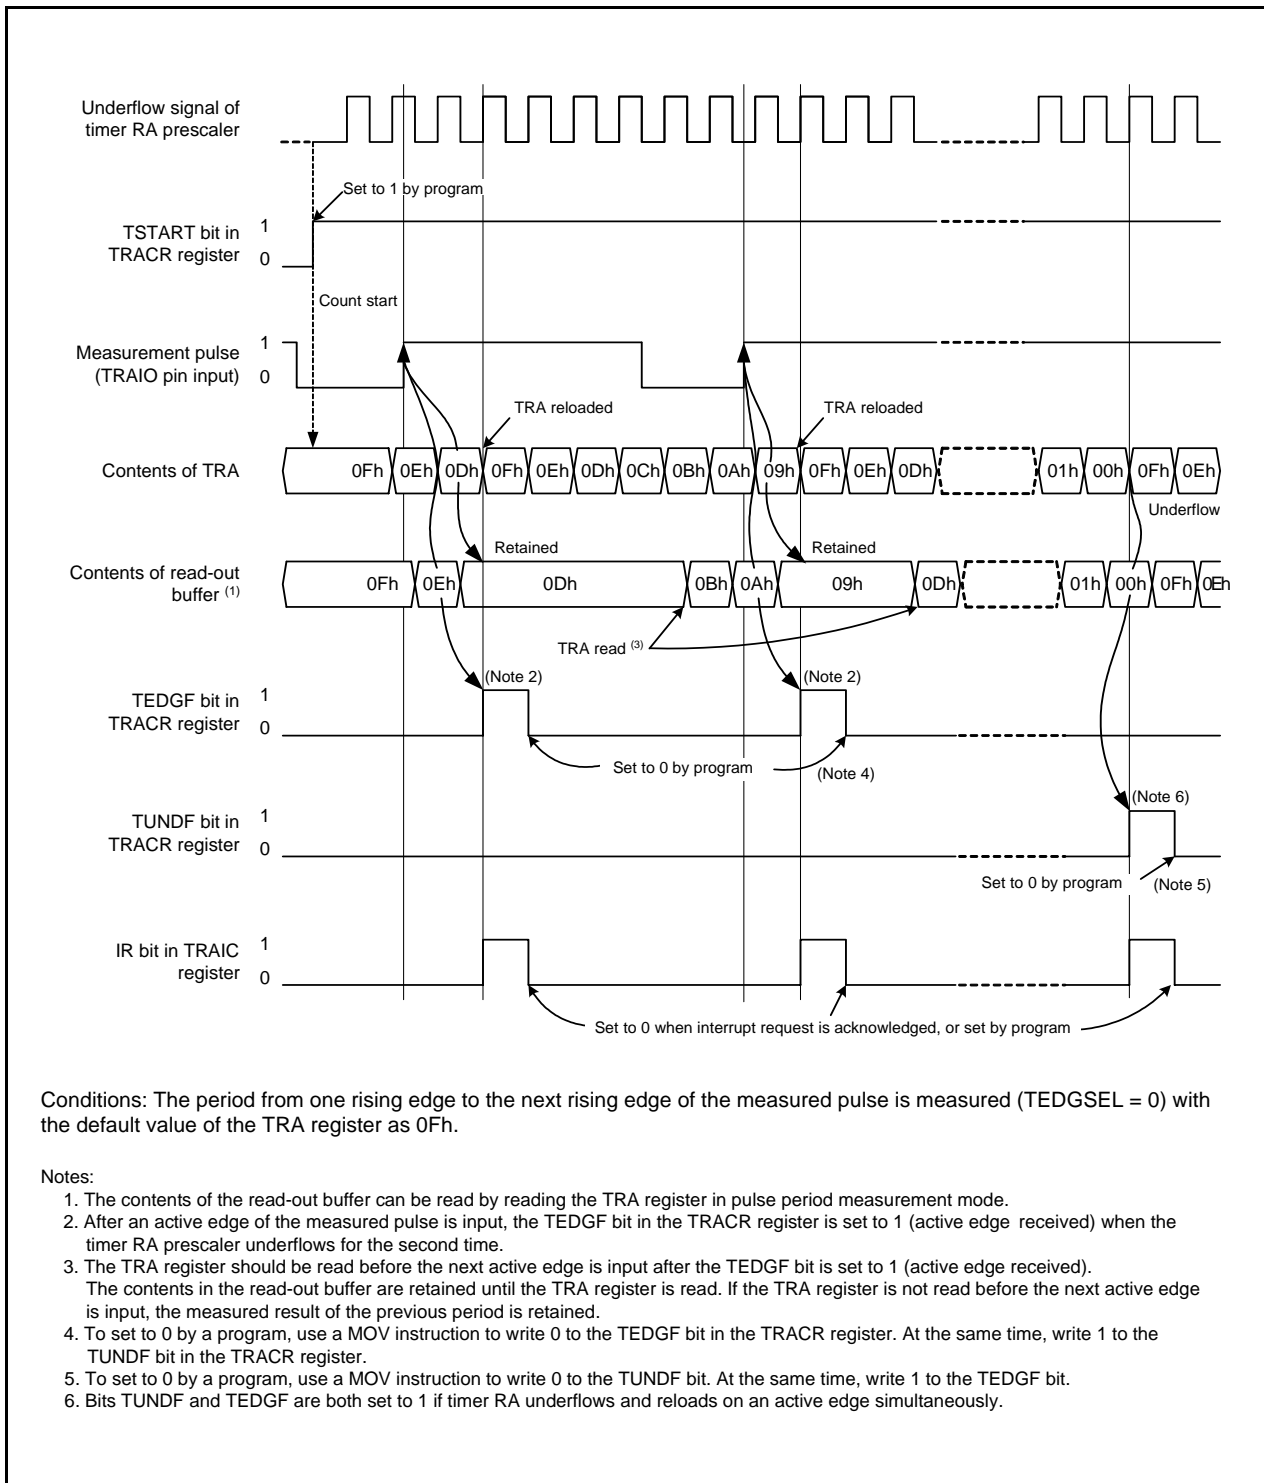 Underflow signal of
timer RA prescaler
Set to 1 by program
TSTART bit in
TRACR register
1
0
Count start
Measurement pulse
(TRAIO pin input)
1
0
TRA reloaded
TRA reloaded
Contents of TRA
0Fh 0Eh 0Dh 0Fh 0Eh 0Dh 0Ch 0Bh 0Ah 09h 0Fh 0Eh 0Dh 01h 00h 0Fh 0Eh
Underflow
Retained
Retained
Contents of read-out
buffer (1)
0Fh 0Eh 0Dh 0Bh 0Ah 09h 0Dh 01h 00h 0Fh 0Eh
TRA read (3)
(Note 2)
(Note 2)
TEDGF bit in
TRACR register
1
0
Set to 0 by program
(Note 4)
(Note 6)
TUNDF bit in
TRACR register
1
0
Set to 0 by program
(Note 5)
IR bit in TRAIC
register
1
0
Set to 0 when interrupt request is acknowledged, or set by program
Conditions: The period from one rising edge to the next rising edge of the measured pulse is measured (TEDGSEL = 0) with
the default value of the TRA register as 0Fh.
Notes:
1. The contents of the read-out buffer can be read by reading the TRA register in pulse period measurement mode.
2. After an active edge of the measured pulse is input, the TEDGF bit in the TRACR register is set to 1 (active edge received) when the
timer RA prescaler underflows for the second time.
3. The TRA register should be read before the next active edge is input after the TEDGF bit is set to 1 (active edge received).
The contents in the read-out buffer are retained until the TRA register is read. If the TRA register is not read before the next active edge
is input, the measured result of the previous period is retained.
4. To set to 0 by a program, use a MOV instruction to write 0 to the TEDGF bit in the TRACR register. At the same time, write 1 to the
TUNDF bit in the TRACR register.
5. To set to 0 by a program, use a MOV instruction to write 0 to the TUNDF bit. At the same time, write 1 to the TEDGF bit.
6. Bits TUNDF and TEDGF are both set to 1 if timer RA underflows and reloads on an active edge simultaneously.